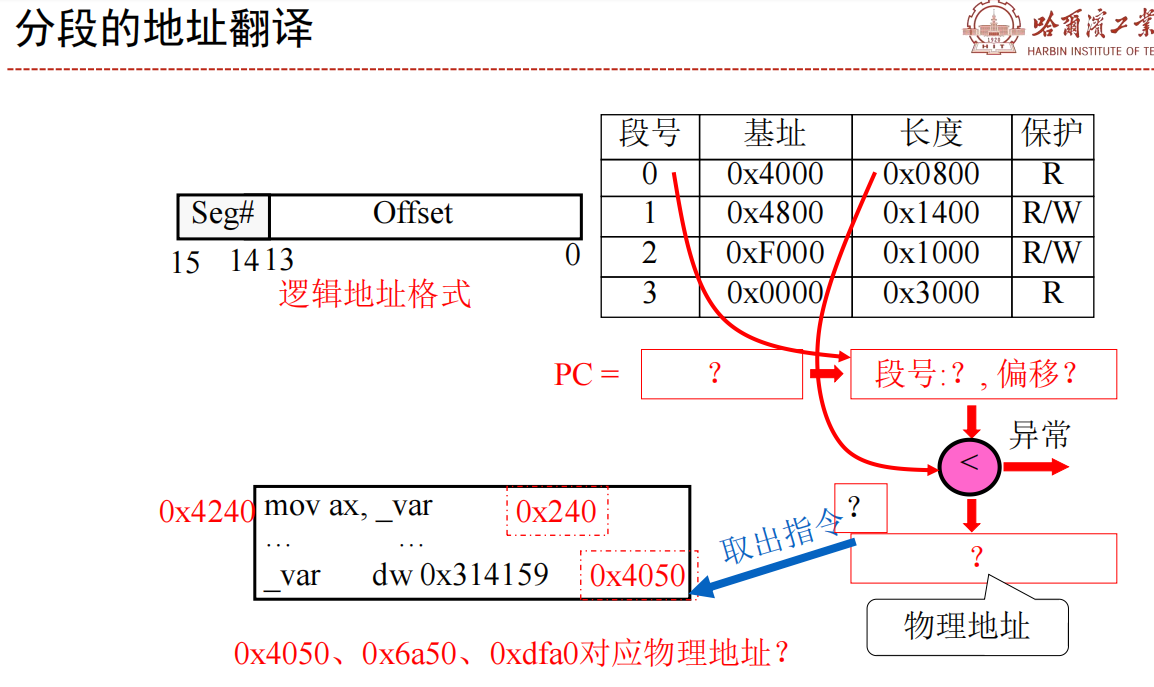 分段的地址翻译
哈爾濱工業
HARBIN INSTITUTE OF TE
段号 基址 长度 保护
0 0x4000 0x0800 R
1 0x4800 0x1400 R/W
2 0xF000 0x1000 R/W
3 0x0000 0x3000 R
Seg# Offset
15 14 13 0
逻辑地址格式
PC = ? 段号:? , 偏移?
< 异常
0x4240 mov ax, _var 0x240
… …
_var dw 0x314159 0x4050
取出指令
?
?
物理地址
0x4050、0x6a50、0xdfa0对应物理地址?